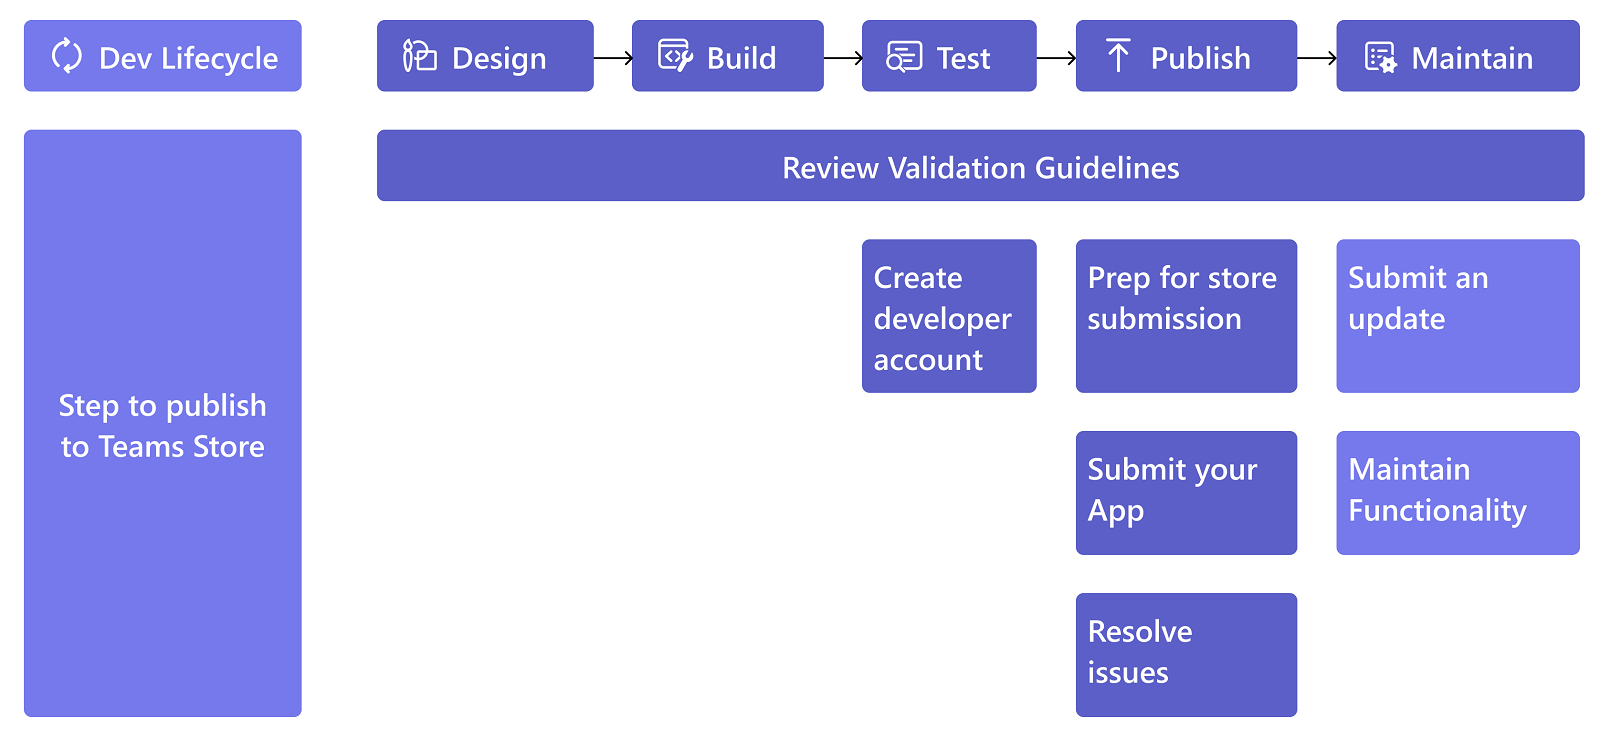 Dev Lifecycle
Design
Build
Test
Publish
Maintain
Review Validation Guidelines
Step to publish
to Teams Store
Create
developer
account
Prep for store
submission
Submit an
update
Submit your
App
Maintain
Functionality
Resolve
issues